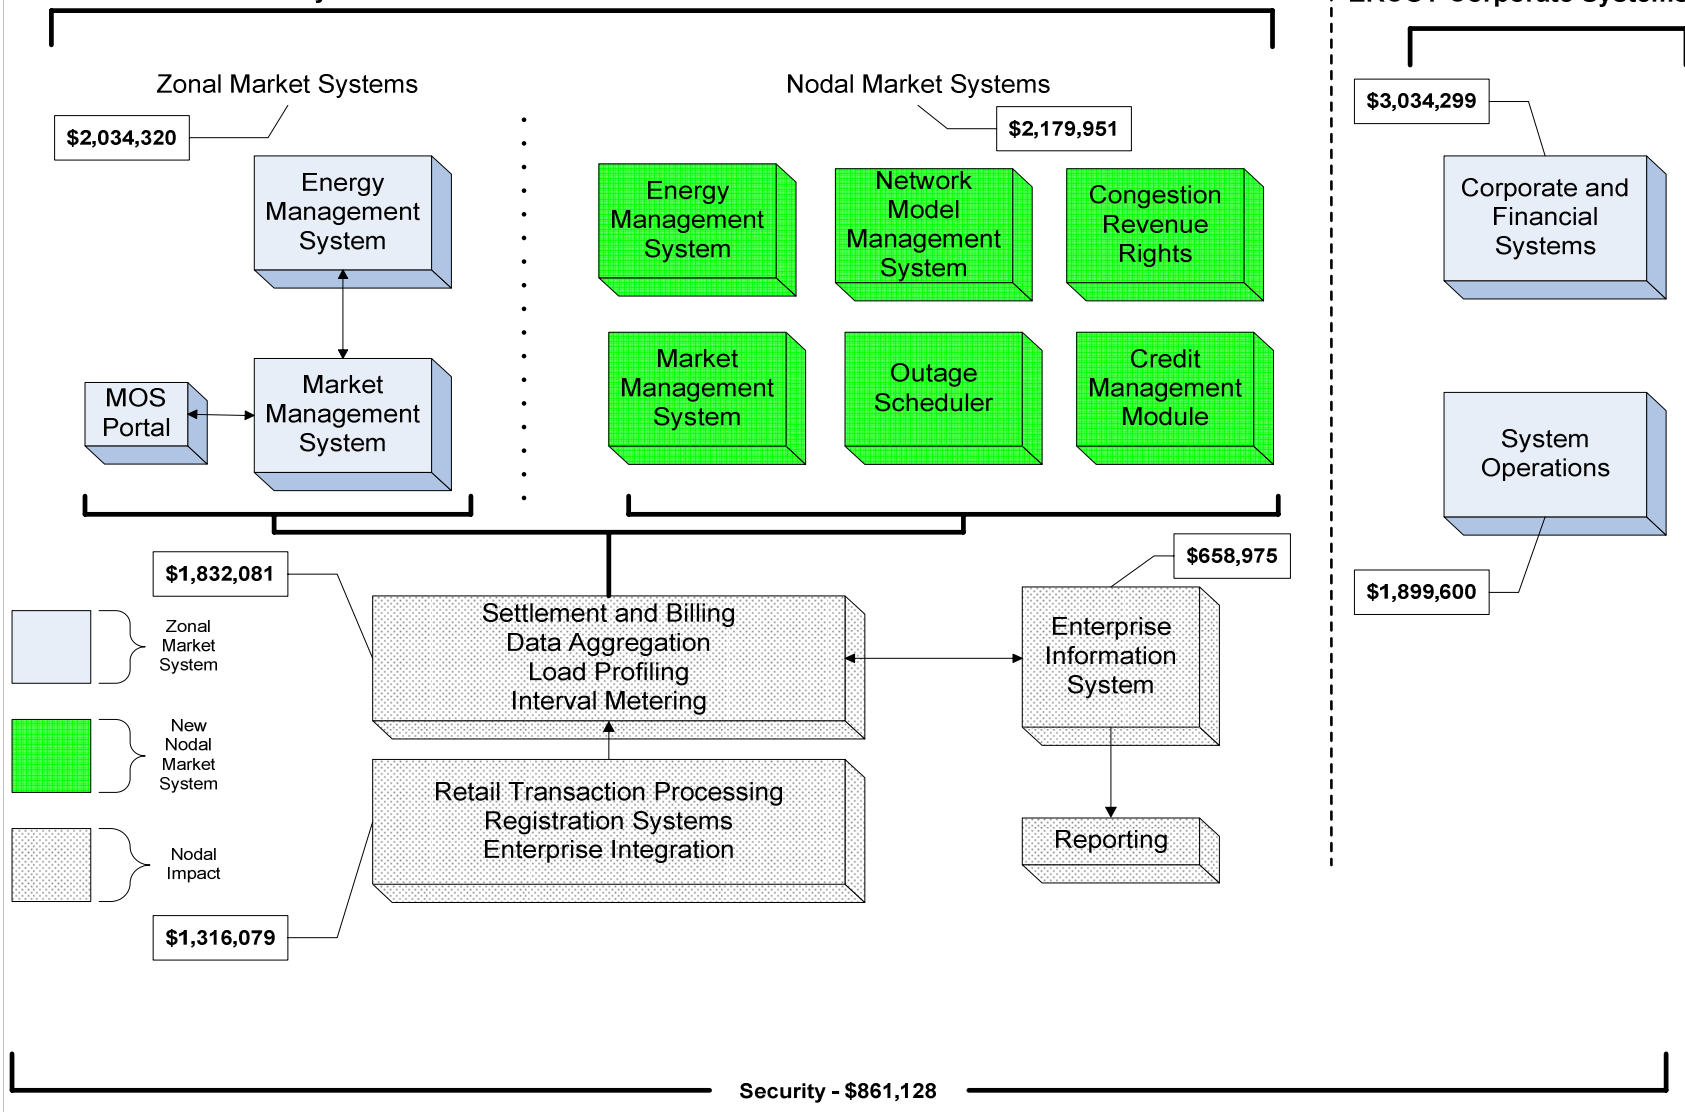 Zonal Market Systems
Nodal Market Systems
$2,034,320
$2,179,951
$3,034,299
Energy
Management
System
Energy
Management
System
Network
Model
Management
System
Congestion
Revenue
Rights
Corporate and
Financial
Systems
MOS
Portal
Market
Management
System
Market
Management
System
Outage
Scheduler
Credit
Management
Module
System
Operations
$1,832,081
$658,975
$1,899,600
Zonal
Market
System
Settlement and Billing
Data Aggregation
Load Profiling
Interval Metering
Enterprise
Information
System
New
Nodal
Market
System
Retail Transaction Processing
Registration Systems
Enterprise Integration
Reporting
Nodal
Impact
$1,316,079
Security - $861,128